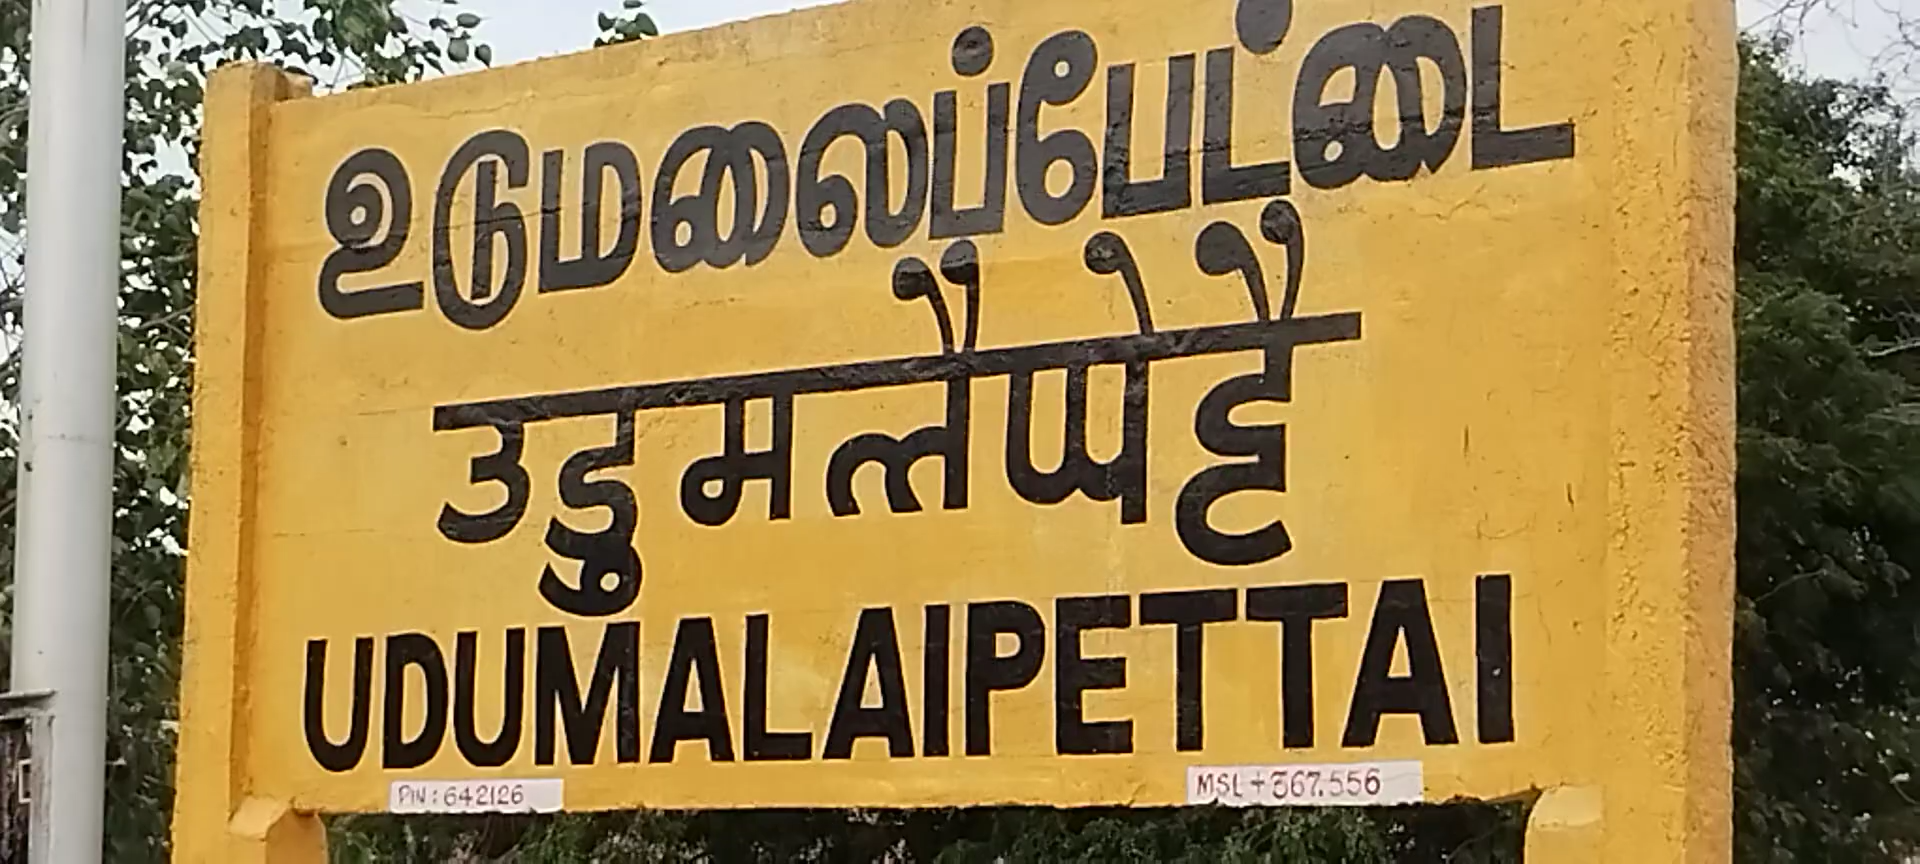 உடுமலைப்பேட்டை
उडुमलैपेट्टै
UDUMALAIPETTAI
PIN : 642126
MSL + 367.556